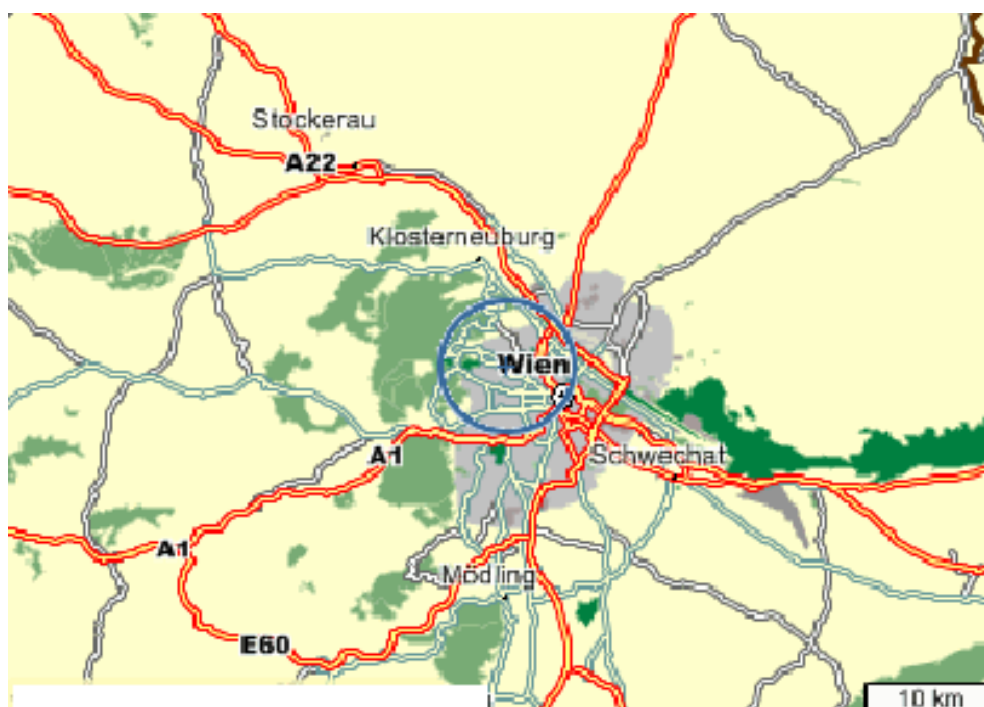 Stockerau
A22
Klosterneuburg
Wien
A1
Schwechat
A1
Mödling
E60
10 km